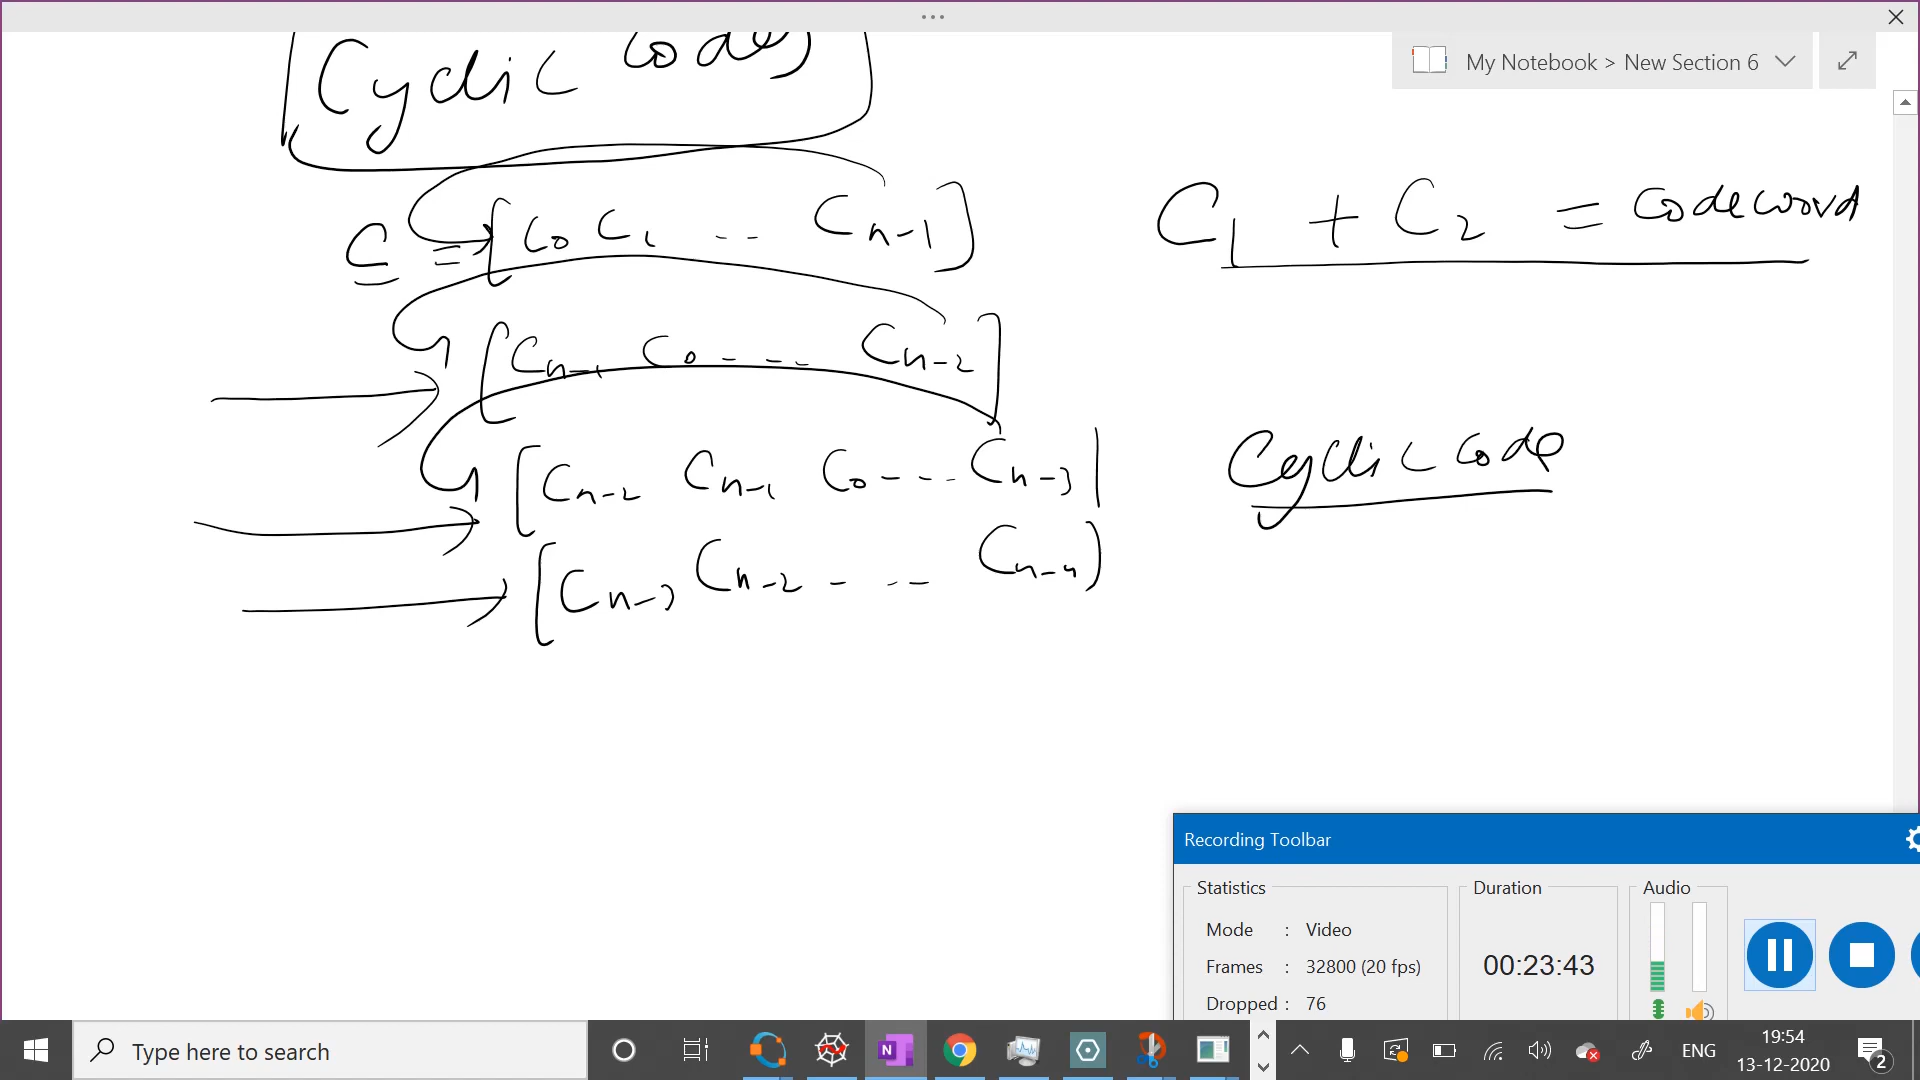 Cyclic Codes
My Notebook > New Section 6
C = [C0 C1 -- Cn-1]
C1 + C2 = Codeword
[Cn-1 C0 ---- Cn-2]
[Cn-2 Cn-1 C0 ---- Cn-3]
Cyclic code
[Cn-3 Cn-2 - -- Cn-4]
Recording Toolbar
Statistics
Duration
Audio
Mode : Video
Frames : 32800 (20 fps)
00:23:43
Dropped : 76
Type here to search
N
ENG
19:54
13-12-2020
2